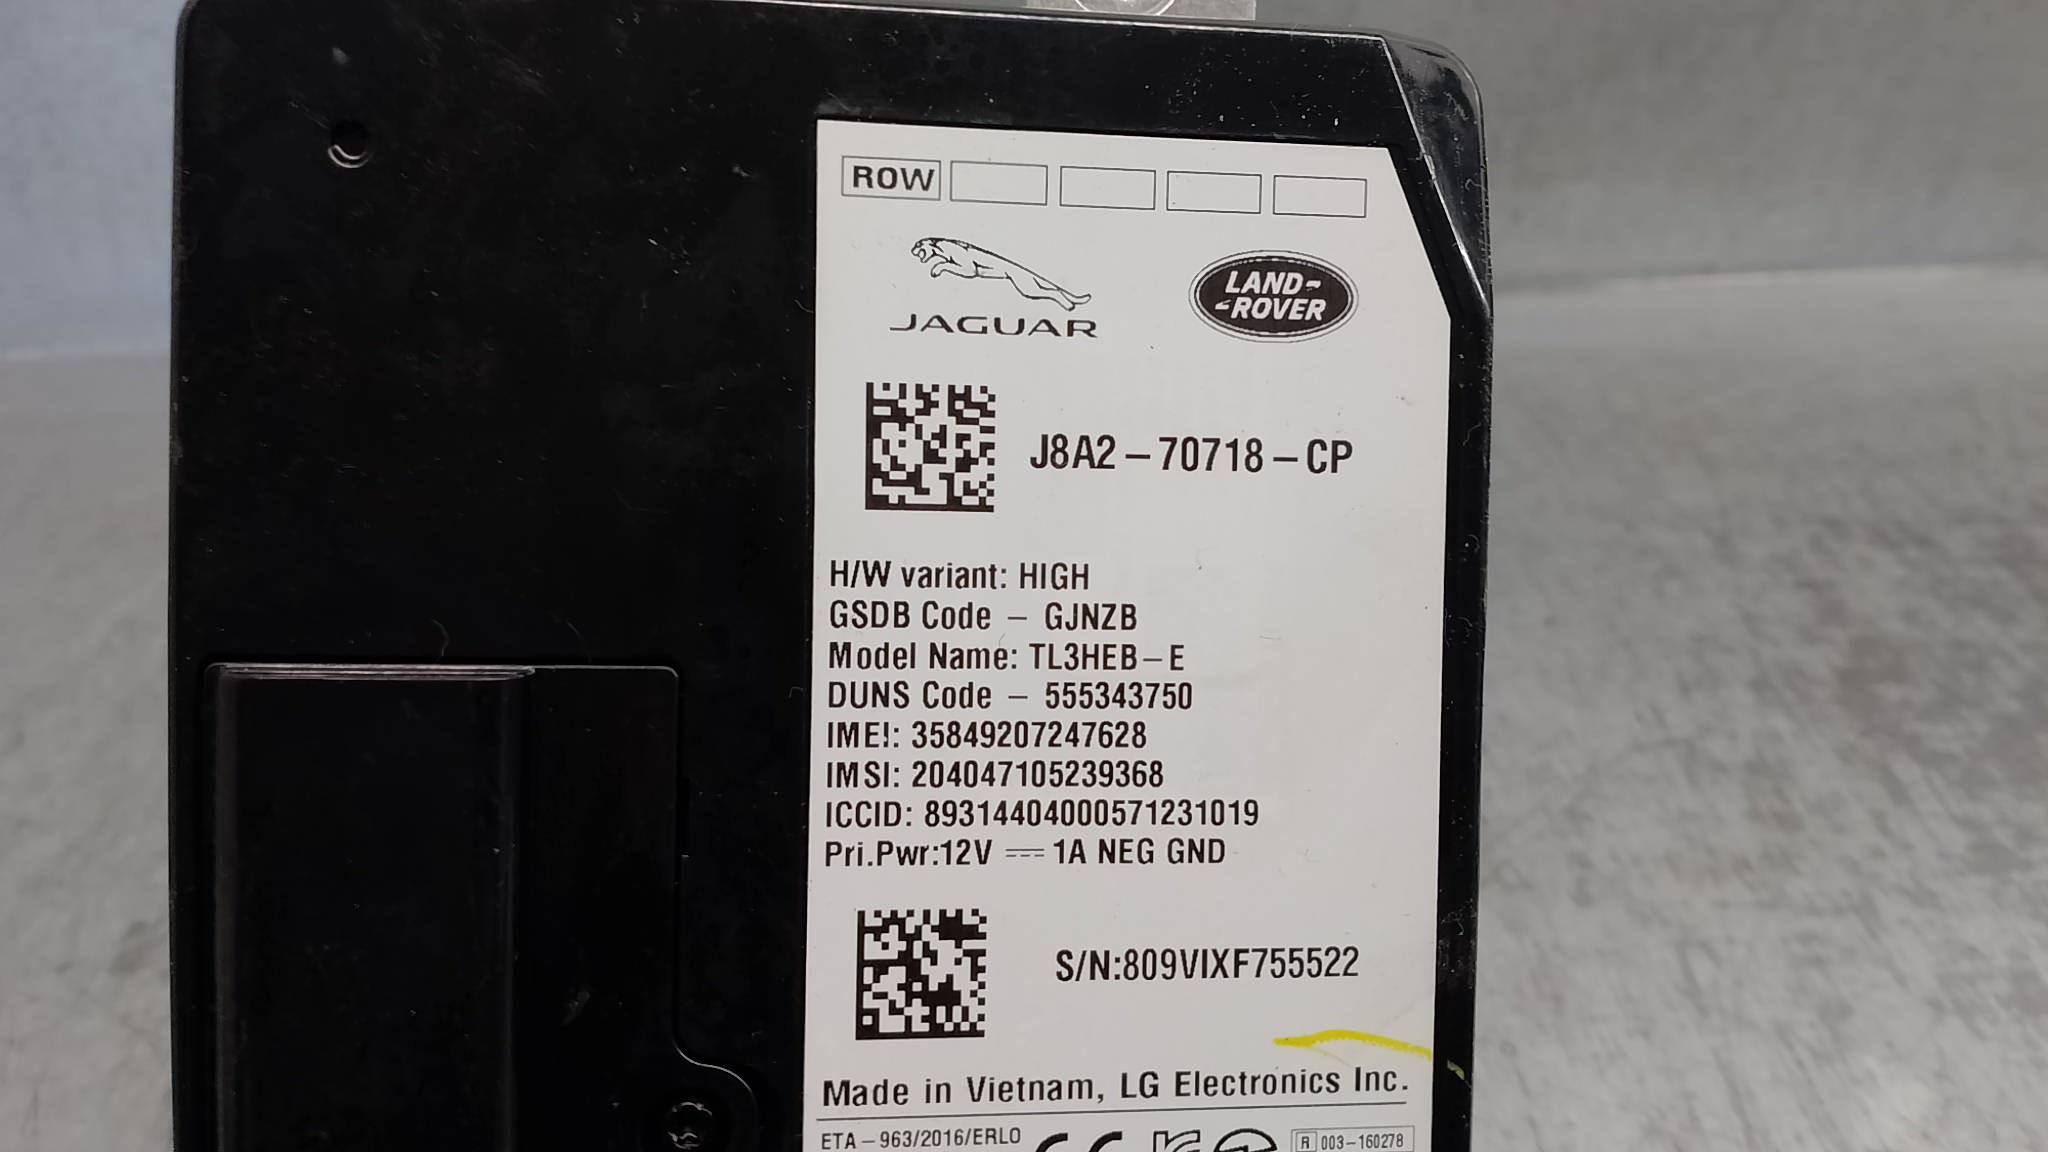 ROW
JAGUAR
LAND-
-ROVER
J8A2-70718-CP
H/W variant: HIGH
GSDB Code - GJNZB
Model Name: TL3HEB-E
DUNS Code - 555343750
IMEI: 35849207247628
IMSI: 204047105239368
ICCID: 89314404000571231019
Pri.Pwr:12V ⎓ 1A NEG GND
S/N:809VIXF755522
Made in Vietnam, LG Electronics Inc.
ETA-963/2016/ERLO
R 003-160278